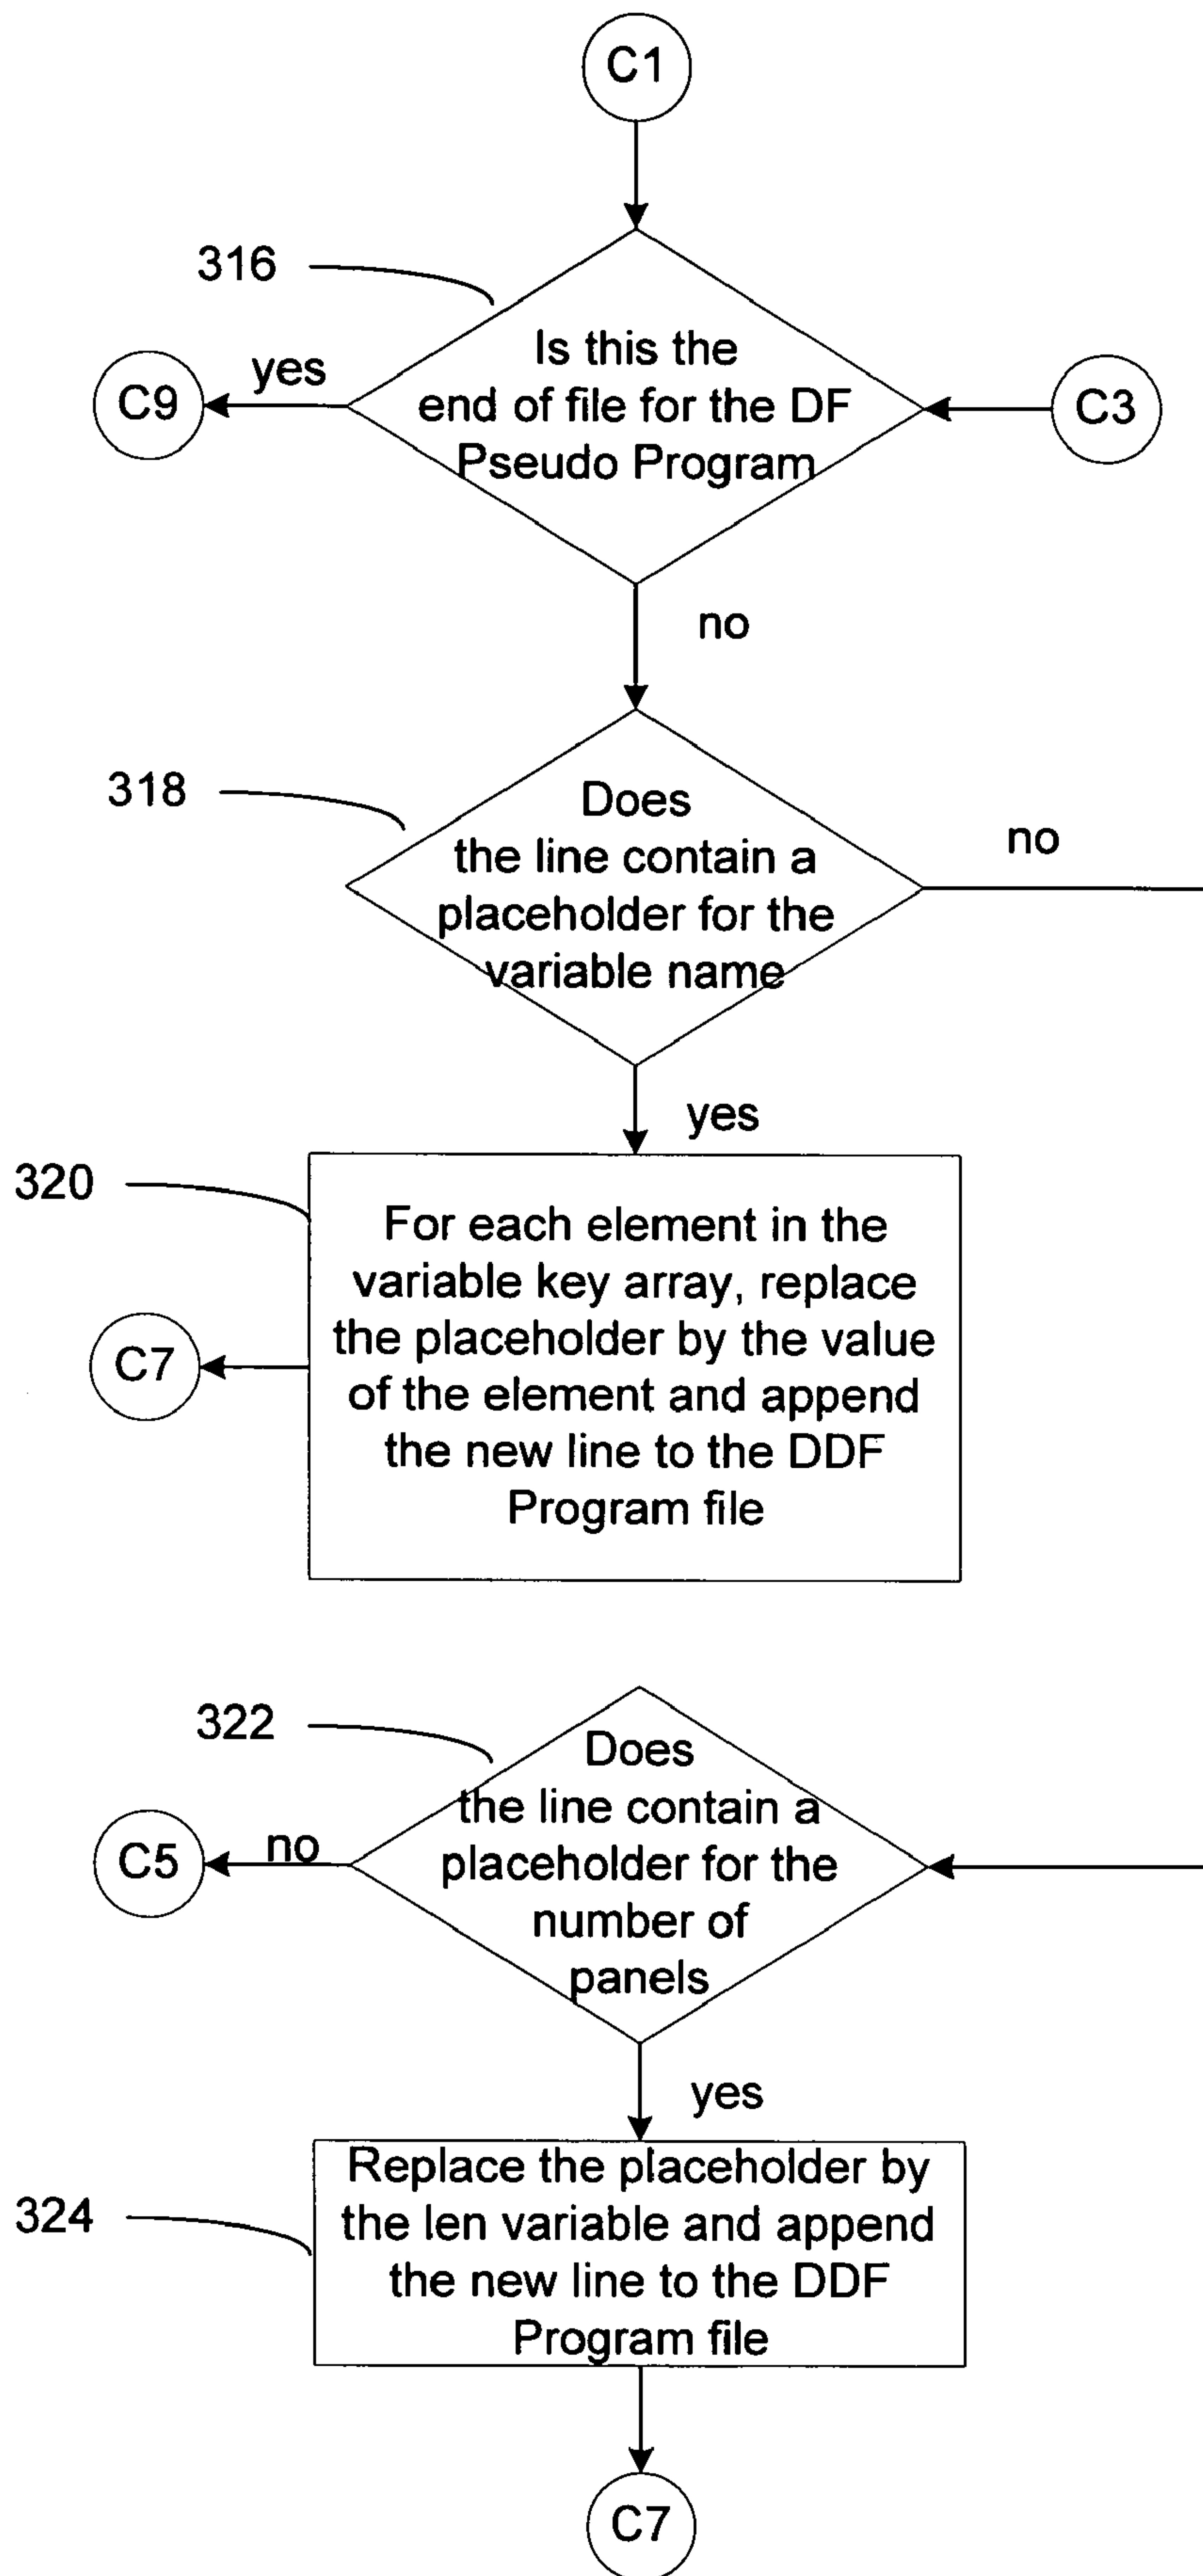 C1
316
Is this the
end of file for the DF
Pseudo Program
yes
C9
C3
no
318
Does
the line contain a
placeholder for the
variable name
no
yes
320
For each element in the
variable key array, replace
the placeholder by the value
of the element and append
the new line to the DDF
Program file
C7
322
Does
the line contain a
placeholder for the
number of
panels
no
C5
yes
324
Replace the placeholder by
the len variable and append
the new line to the DDF
Program file
C7